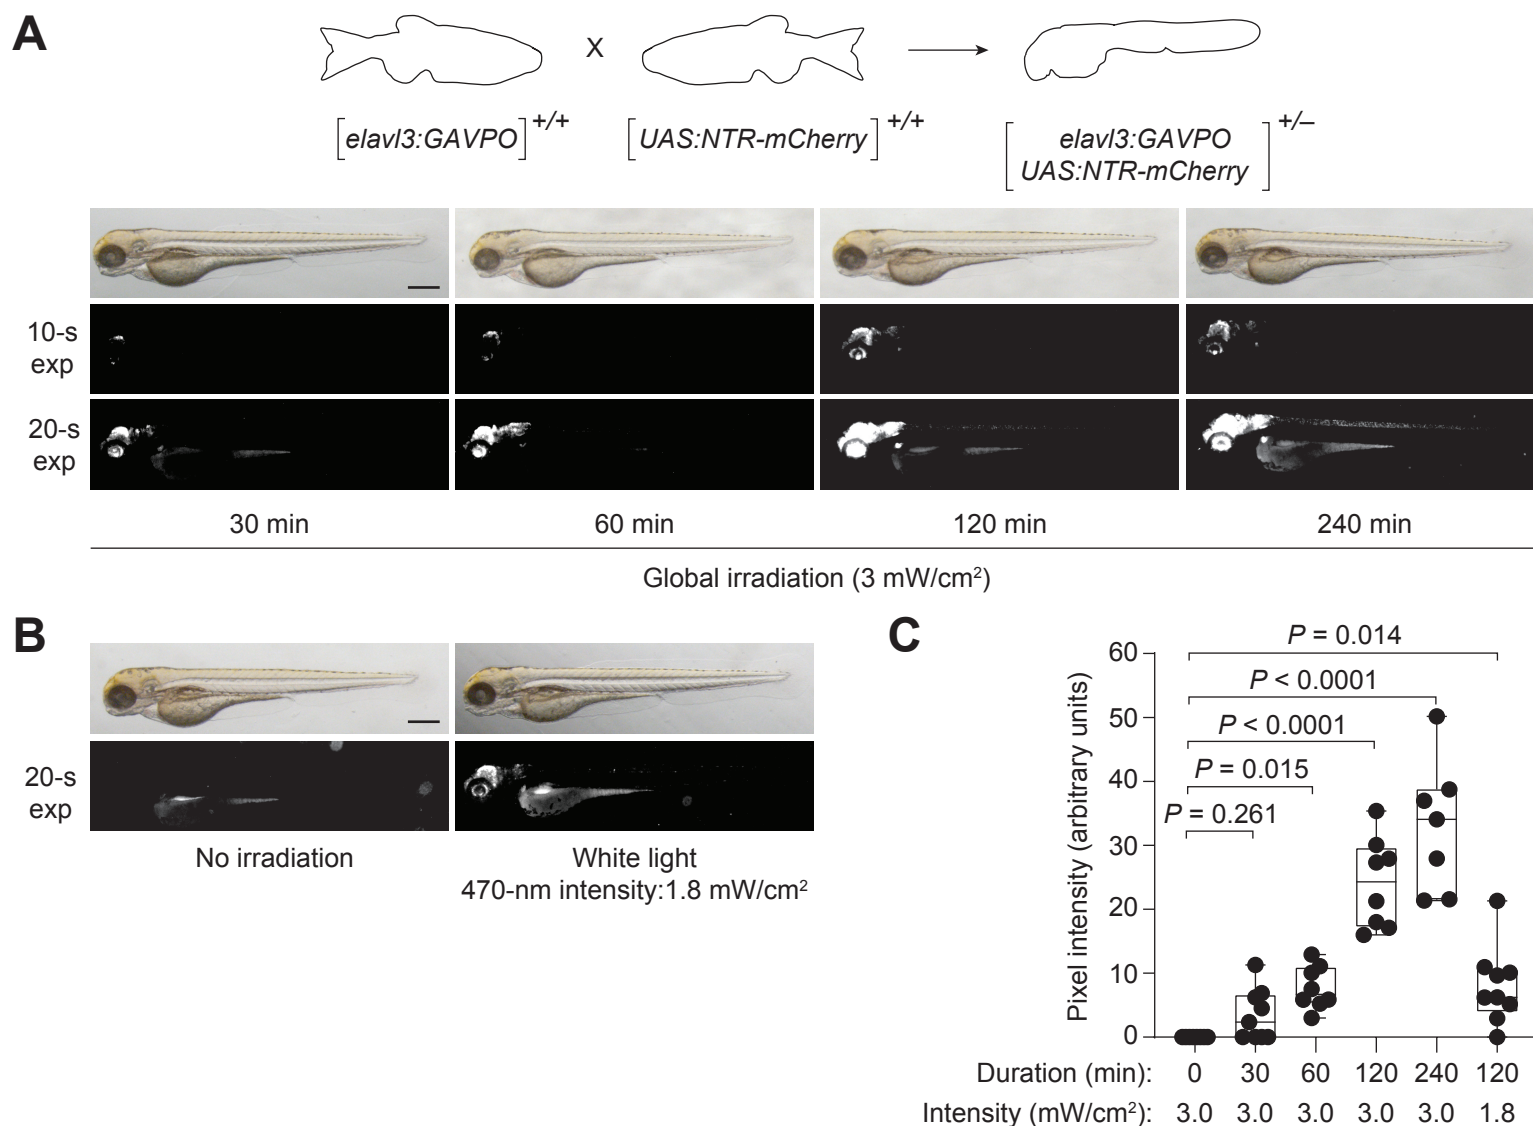 A
X
[elavl3:GAVPO]+/+
[UAS:NTR-mCherry]+/+
[elavl3:GAVPO
UAS:NTR-mCherry]+/–
10-s
exp
20-s
exp
30 min
60 min
120 min
240 min
Global irradiation (3 mW/cm²)
B
20-s
exp
No irradiation
White light
470-nm intensity:1.8 mW/cm²
C
Pixel intensity (arbitrary units)
60
50
40
30
20
10
0
P = 0.014
P < 0.0001
P < 0.0001
P = 0.015
P = 0.261
Duration (min): 0 30 60 120 240 120
Intensity (mW/cm²): 3.0 3.0 3.0 3.0 3.0 1.8